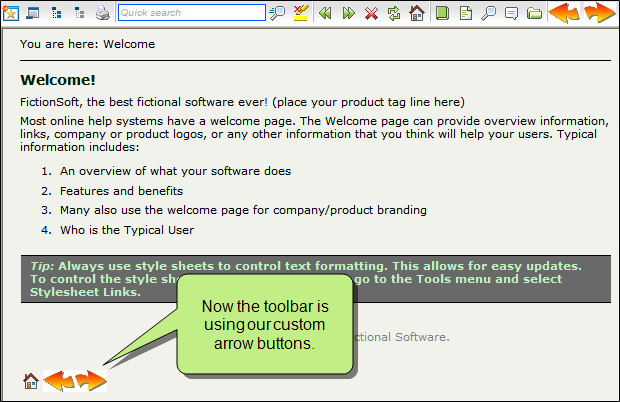 Quick search
You are here: Welcome
Welcome!
FictionSoft, the best fictional software ever! (place your product tag line here)
Most online help systems have a welcome page. The Welcome page can provide overview information,
links, company or product logos, or any other information that you think will help your users. Typical
information includes:
1. An overview of what your software does
2. Features and benefits
3. Many also use the welcome page for company/product branding
4. Who is the Typical User
Tip: Always use style sheets to control text formatting. This allows for easy updates.
To control the style go to the Tools menu and select
Stylesheet Links.
Now the toolbar is
using our custom
arrow buttons.
Software.